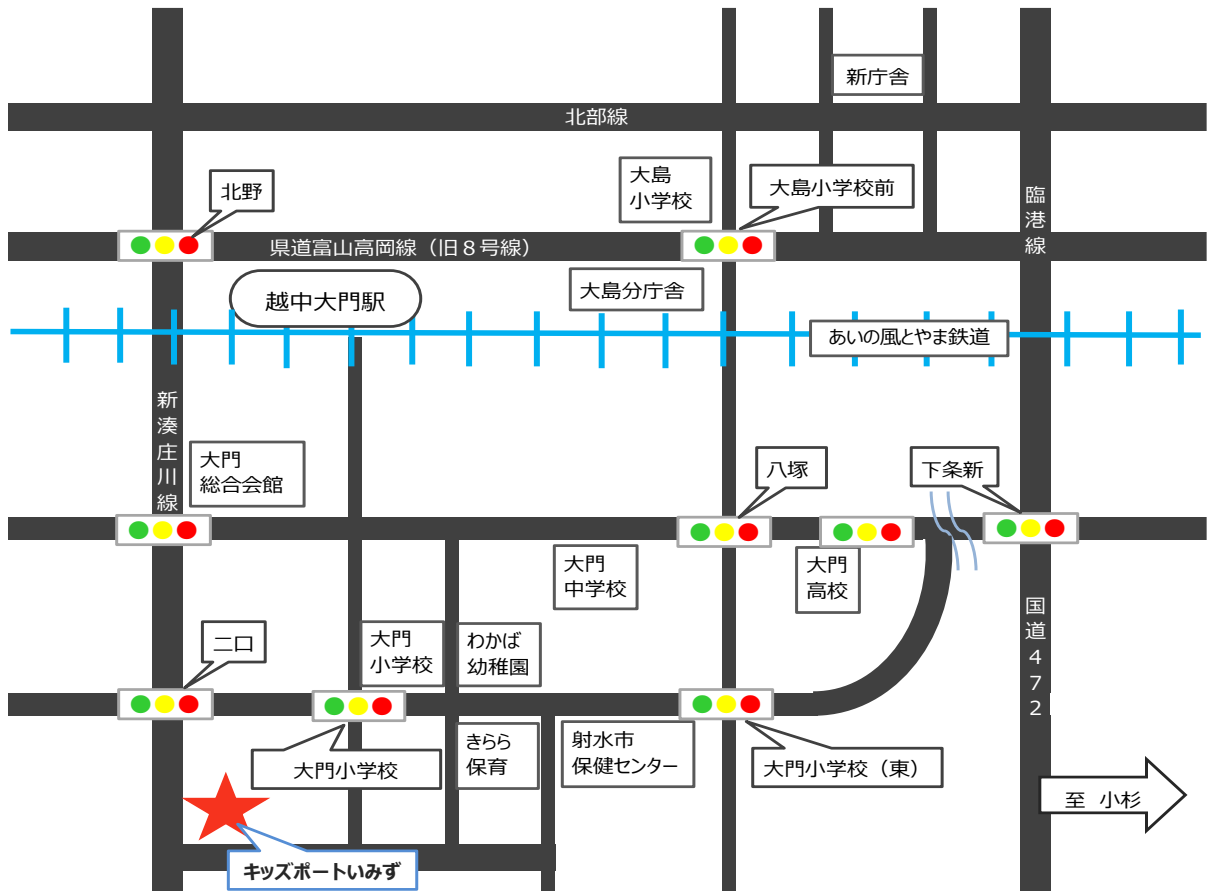 新庁舎
北部線
大島
小学校
大島小学校前
北野
臨港線
県道富山高岡線（旧８号線）
越中大門駅
大島分庁舎
あいの風とやま鉄道
新湊庄川線
大門
総合会館
八塚
下条新
大門
中学校
大門
高校
国道４７２
二口
大門
小学校
わかば
幼稚園
大門小学校
きらら
保育
射水市
保健センター
大門小学校（東）
至 小杉
キッズポートいみず